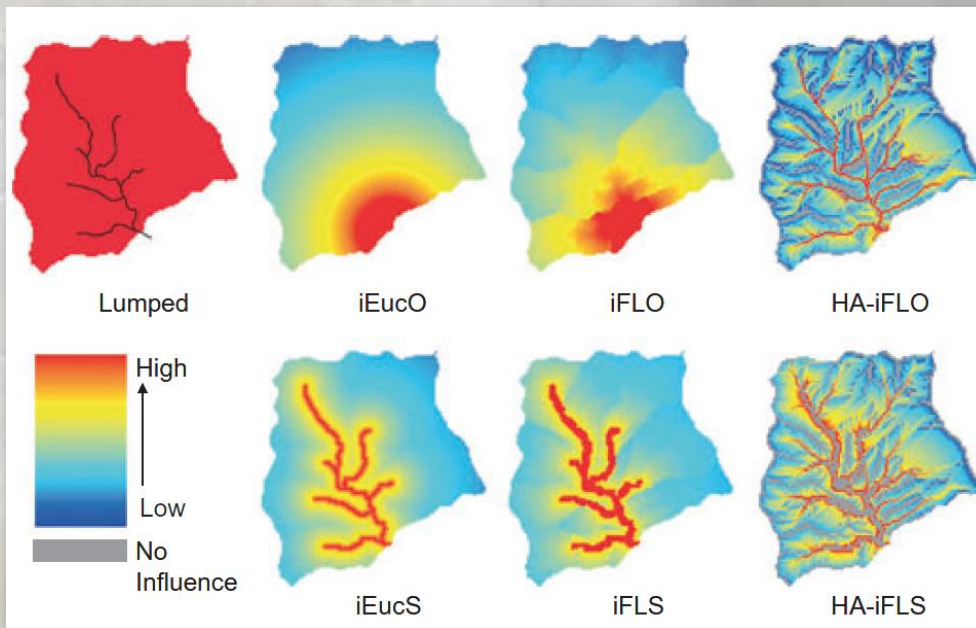 Lumped
iEucO
iFLO
HA-iFLO
High
Low
No
Influence
iEucS
iFLS
HA-iFLS